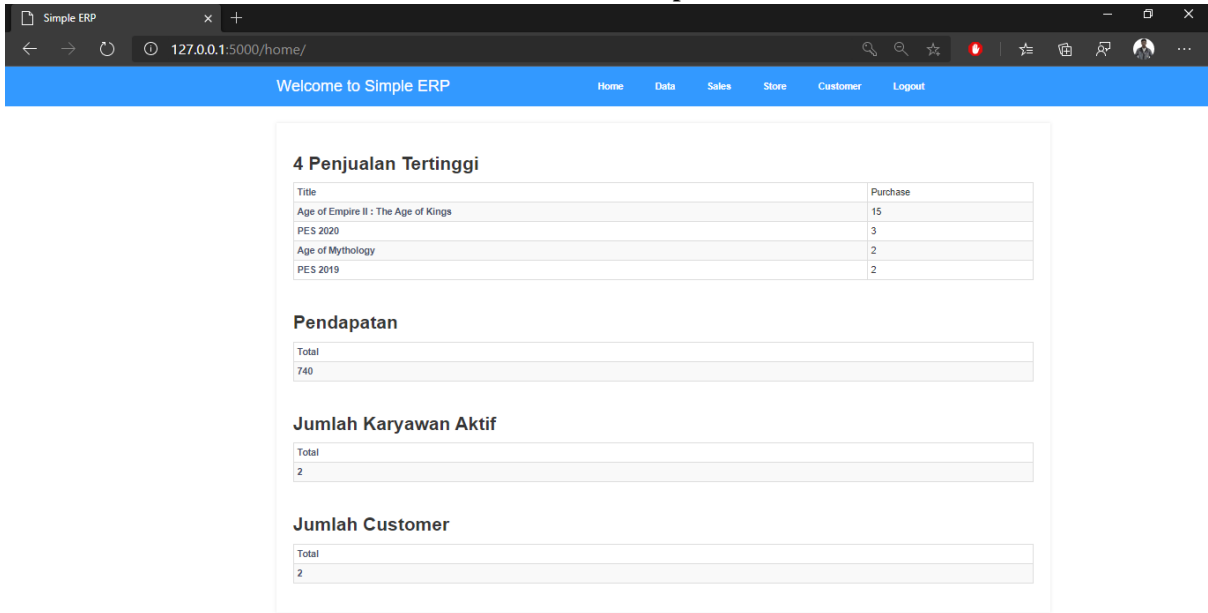 Simple ERP
127.0.0.1:5000/home/
Welcome to Simple ERP Home Data Sales Store Customer Logout
4 Penjualan Tertinggi
Title Purchase
Age of Empire II : The Age of Kings 15
PES 2020 3
Age of Mythology 2
PES 2019 2
Pendapatan
Total
740
Jumlah Karyawan Aktif
Total
2
Jumlah Customer
Total
2